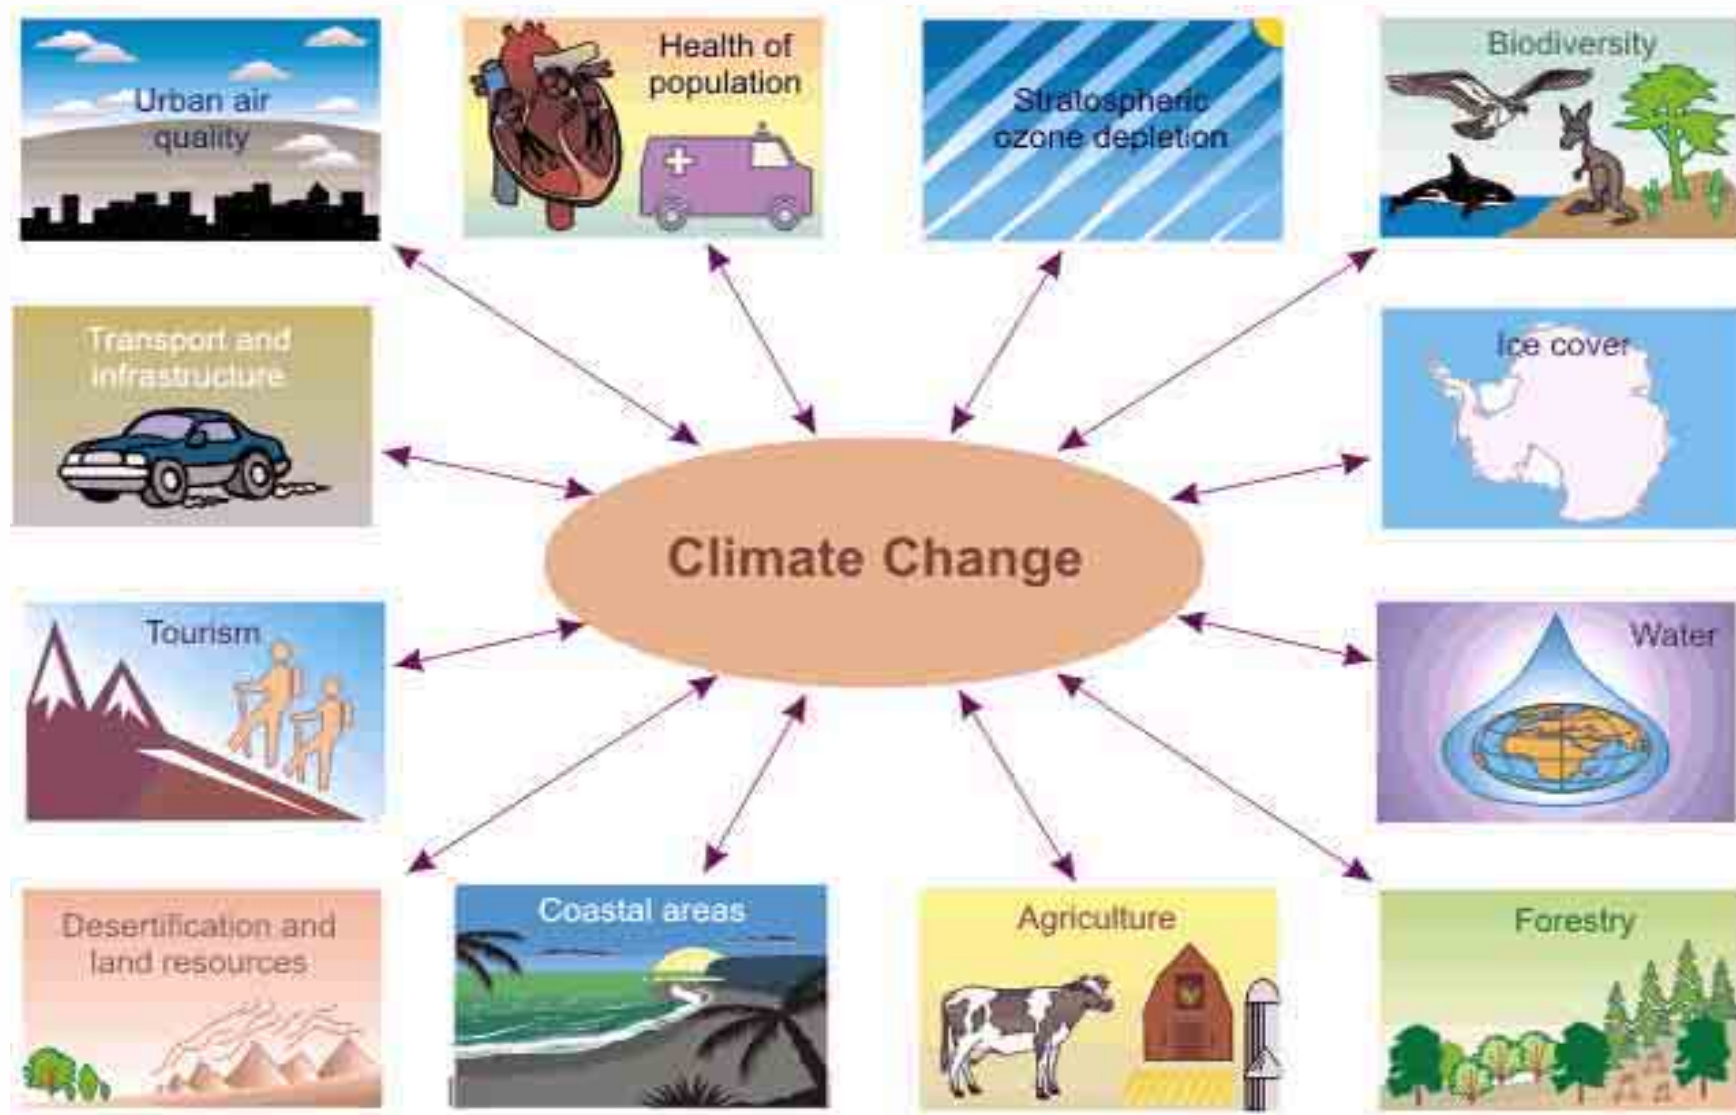 Urban air
quality
Health of
population
Stratospheric
ozone depletion
Biodiversity
Transport and
infrastructure
Ice cover
Climate Change
Tourism
Water
Desertification and
land resources
Coastal areas
Agriculture
Forestry